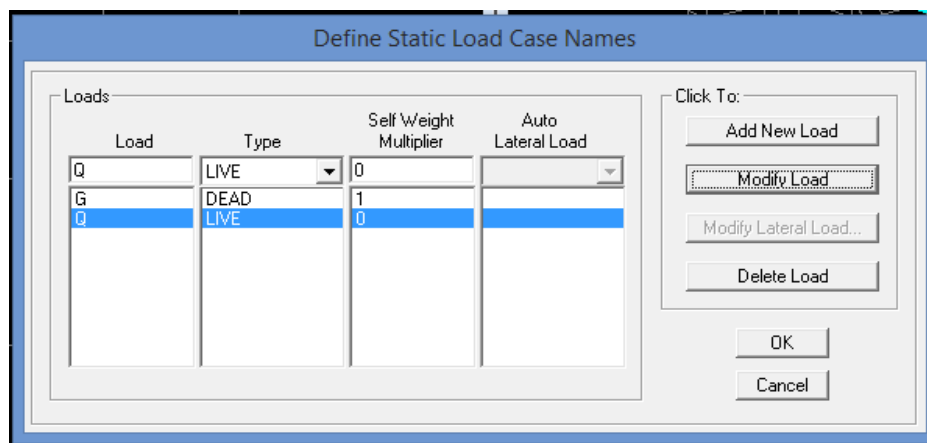 Define Static Load Case Names
Loads
Load Type Self Weight Multiplier Auto Lateral Load
Q LIVE 0
G DEAD 1
Q LIVE 0
Click To:
Add New Load
Modify Load
Modify Lateral Load...
Delete Load
OK
Cancel